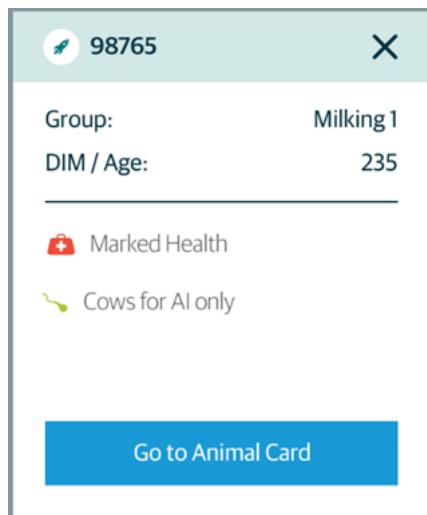 98765
Group: Milking 1
DIM / Age: 235
Marked Health
Cows for AI only
Go to Animal Card